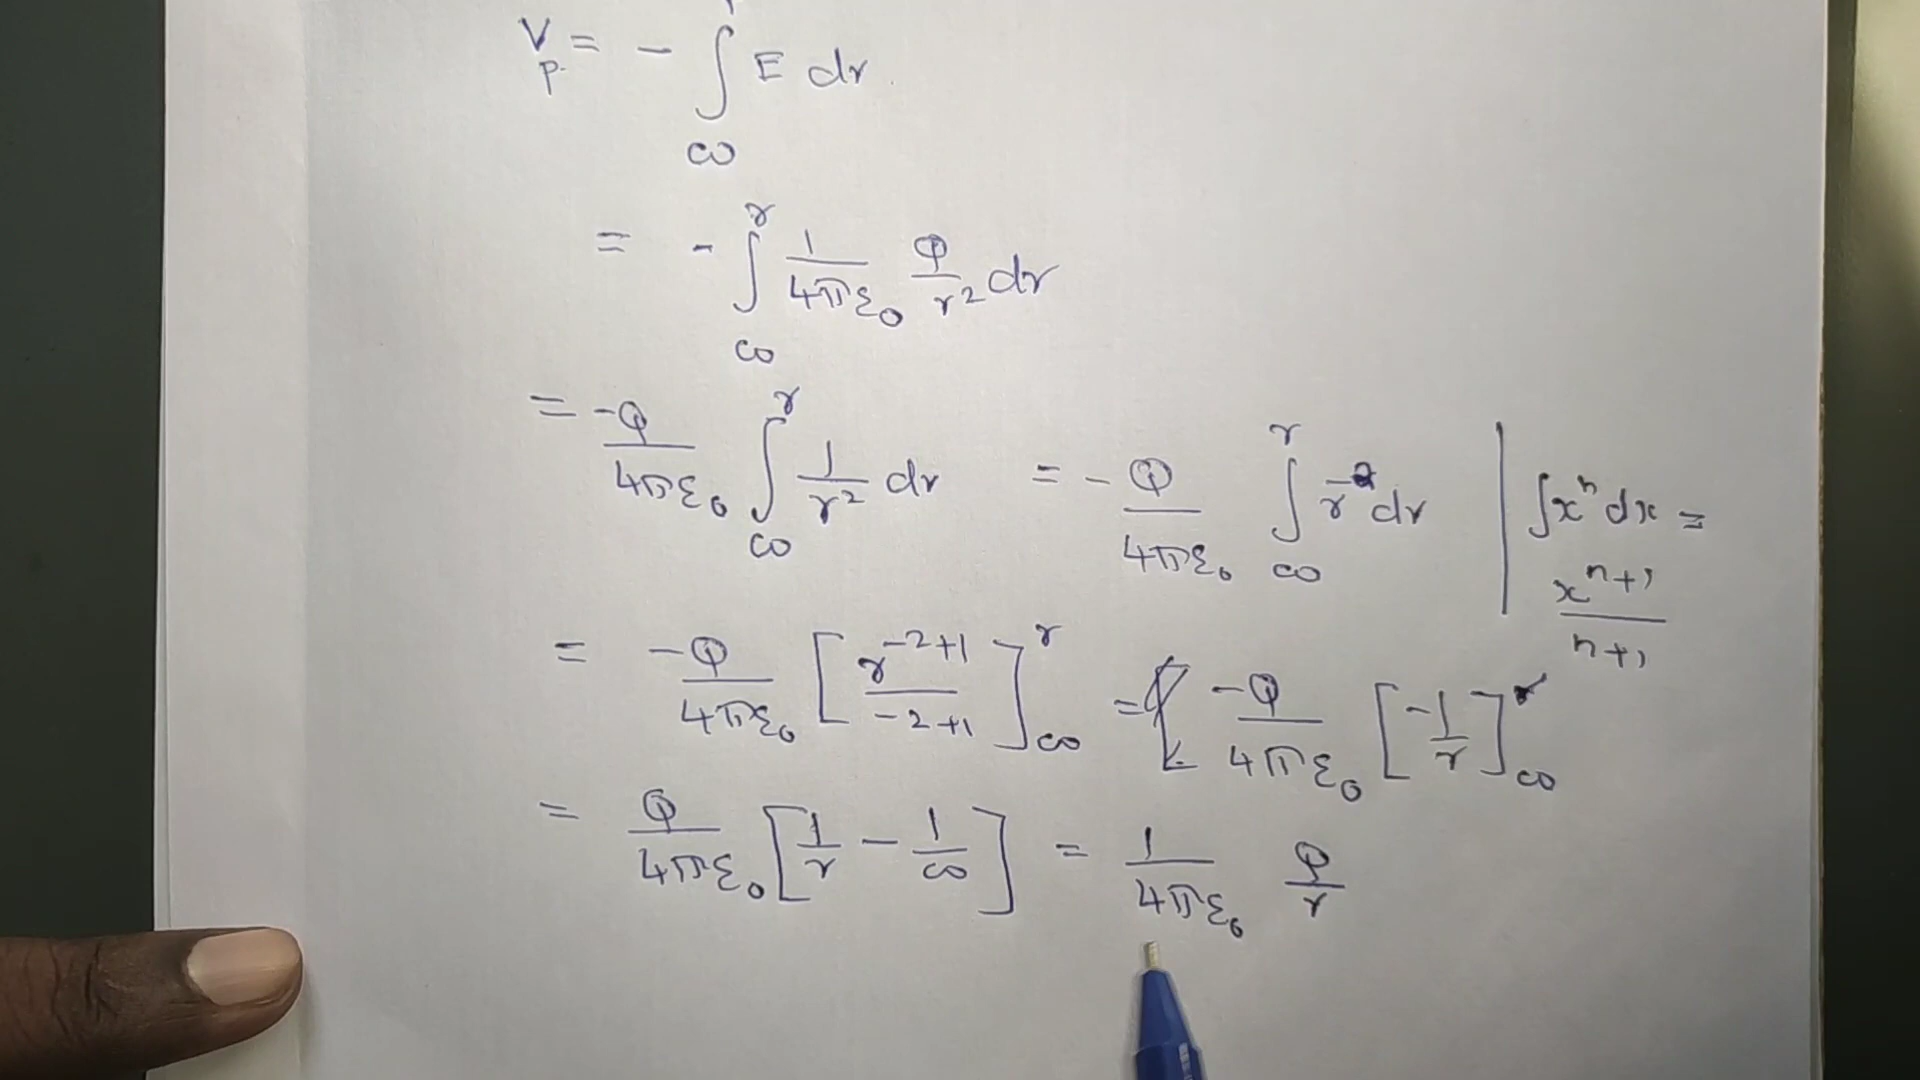 V_p = - ∫_∞^r E dr
= - ∫_∞^r 1/4πε₀ Q/r² dr
= -Q/4πε₀ ∫_∞^r 1/r² dr = - Q/4πε₀ ∫_∞^r r⁻² dr | ∫xⁿ dx = xⁿ⁺¹/n+1
= -Q/4πε₀ [r⁻²⁺¹/-2+1]_∞^r = -Q/4πε₀ [-1/r]_∞^r
= Q/4πε₀ [1/r - 1/∞] = 1/4πε₀ Q/r